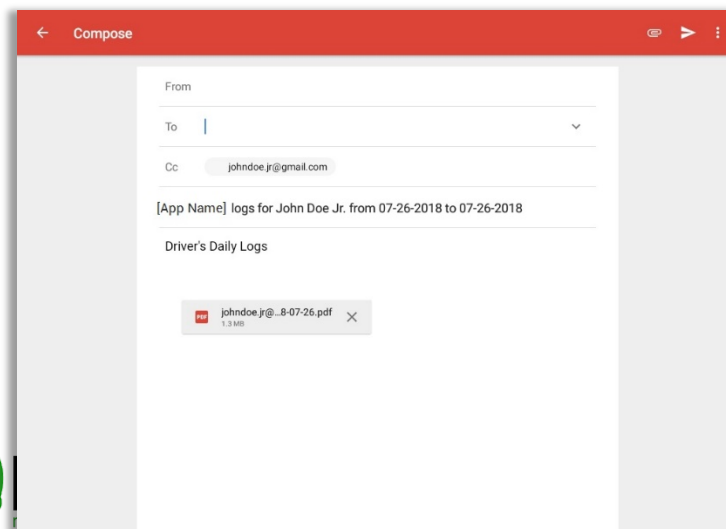 Compose
From
To
Cc johndoe.jr@gmail.com
[App Name] logs for John Doe Jr. from 07-26-2018 to 07-26-2018
Driver's Daily Logs
PDF johndoe.jr@...8-07-26.pdf
1.3 MB